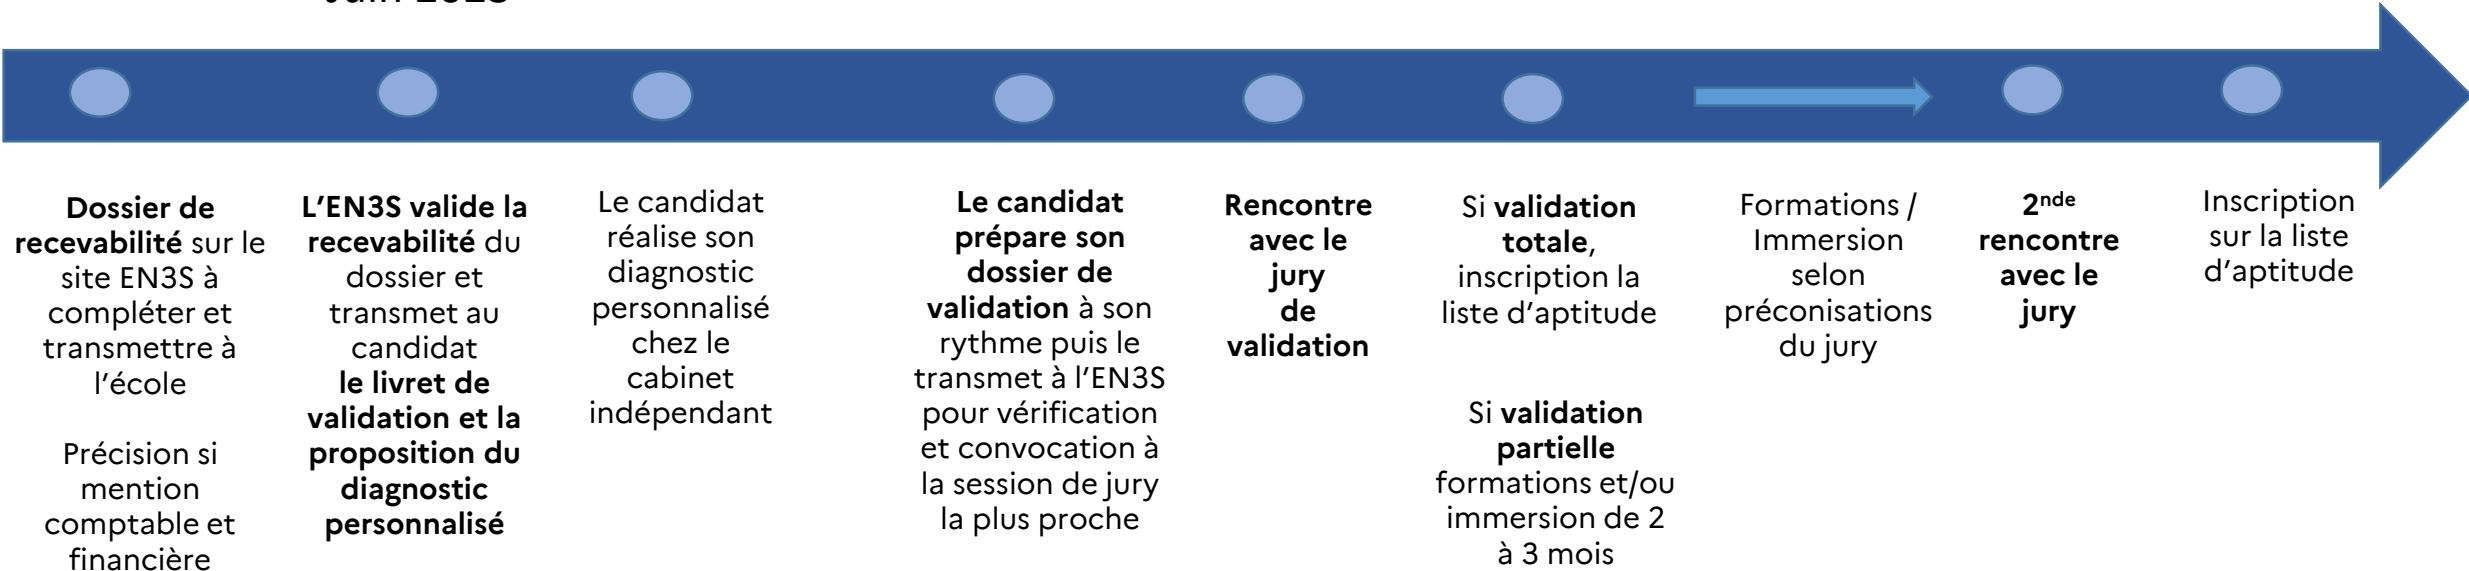 Dossier de
recevabilité sur le
site EN3S à
compléter et
transmettre à
l’école
Précision si
mention
comptable et
financière
L’EN3S valide la
recevabilité du
dossier et
transmet au
candidat
le livret de
validation et la
proposition du
diagnostic
personnalisé
Le candidat
réalise son
diagnostic
personnalisé
chez le
cabinet
indépendant
Le candidat
prépare son
dossier de
validation à son
rythme puis le
transmet à l’EN3S
pour vérification
et convocation à
la session de jury
la plus proche
Rencontre
avec le
jury
de
validation
Si validation
totale,
inscription la
liste d’aptitude
Si validation
partielle
formations et/ou
immersion de 2
à 3 mois
Formations /
Immersion
selon
préconisations
du jury
2nde
rencontre
avec le
jury
Inscription
sur la liste
d’aptitude